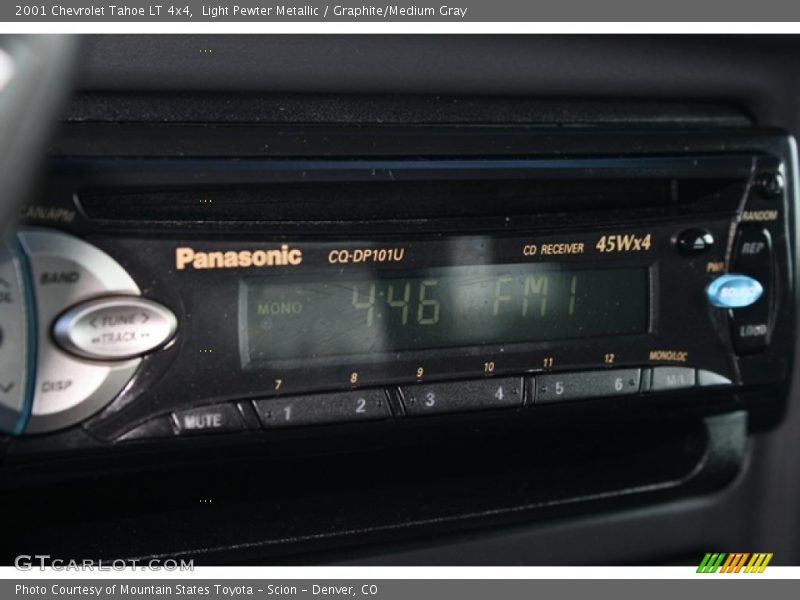 2001 Chevrolet Tahoe LT 4x4, Light Pewter Metallic / Graphite/Medium Gray
RANDOM
Panasonic CQ-DP101U CD RECEIVER 45Wx4
REP
BAND
PWR
SOURCE
MONO 4:46 FM1
< TUNE >
TRACK
LOUD
DISP
7 8 9 10 11 12 MONO/LOC
MUTE 1 2 3 4 5 6
GTCARLOT.COM
Photo Courtesy of Mountain States Toyota - Scion - Denver, CO